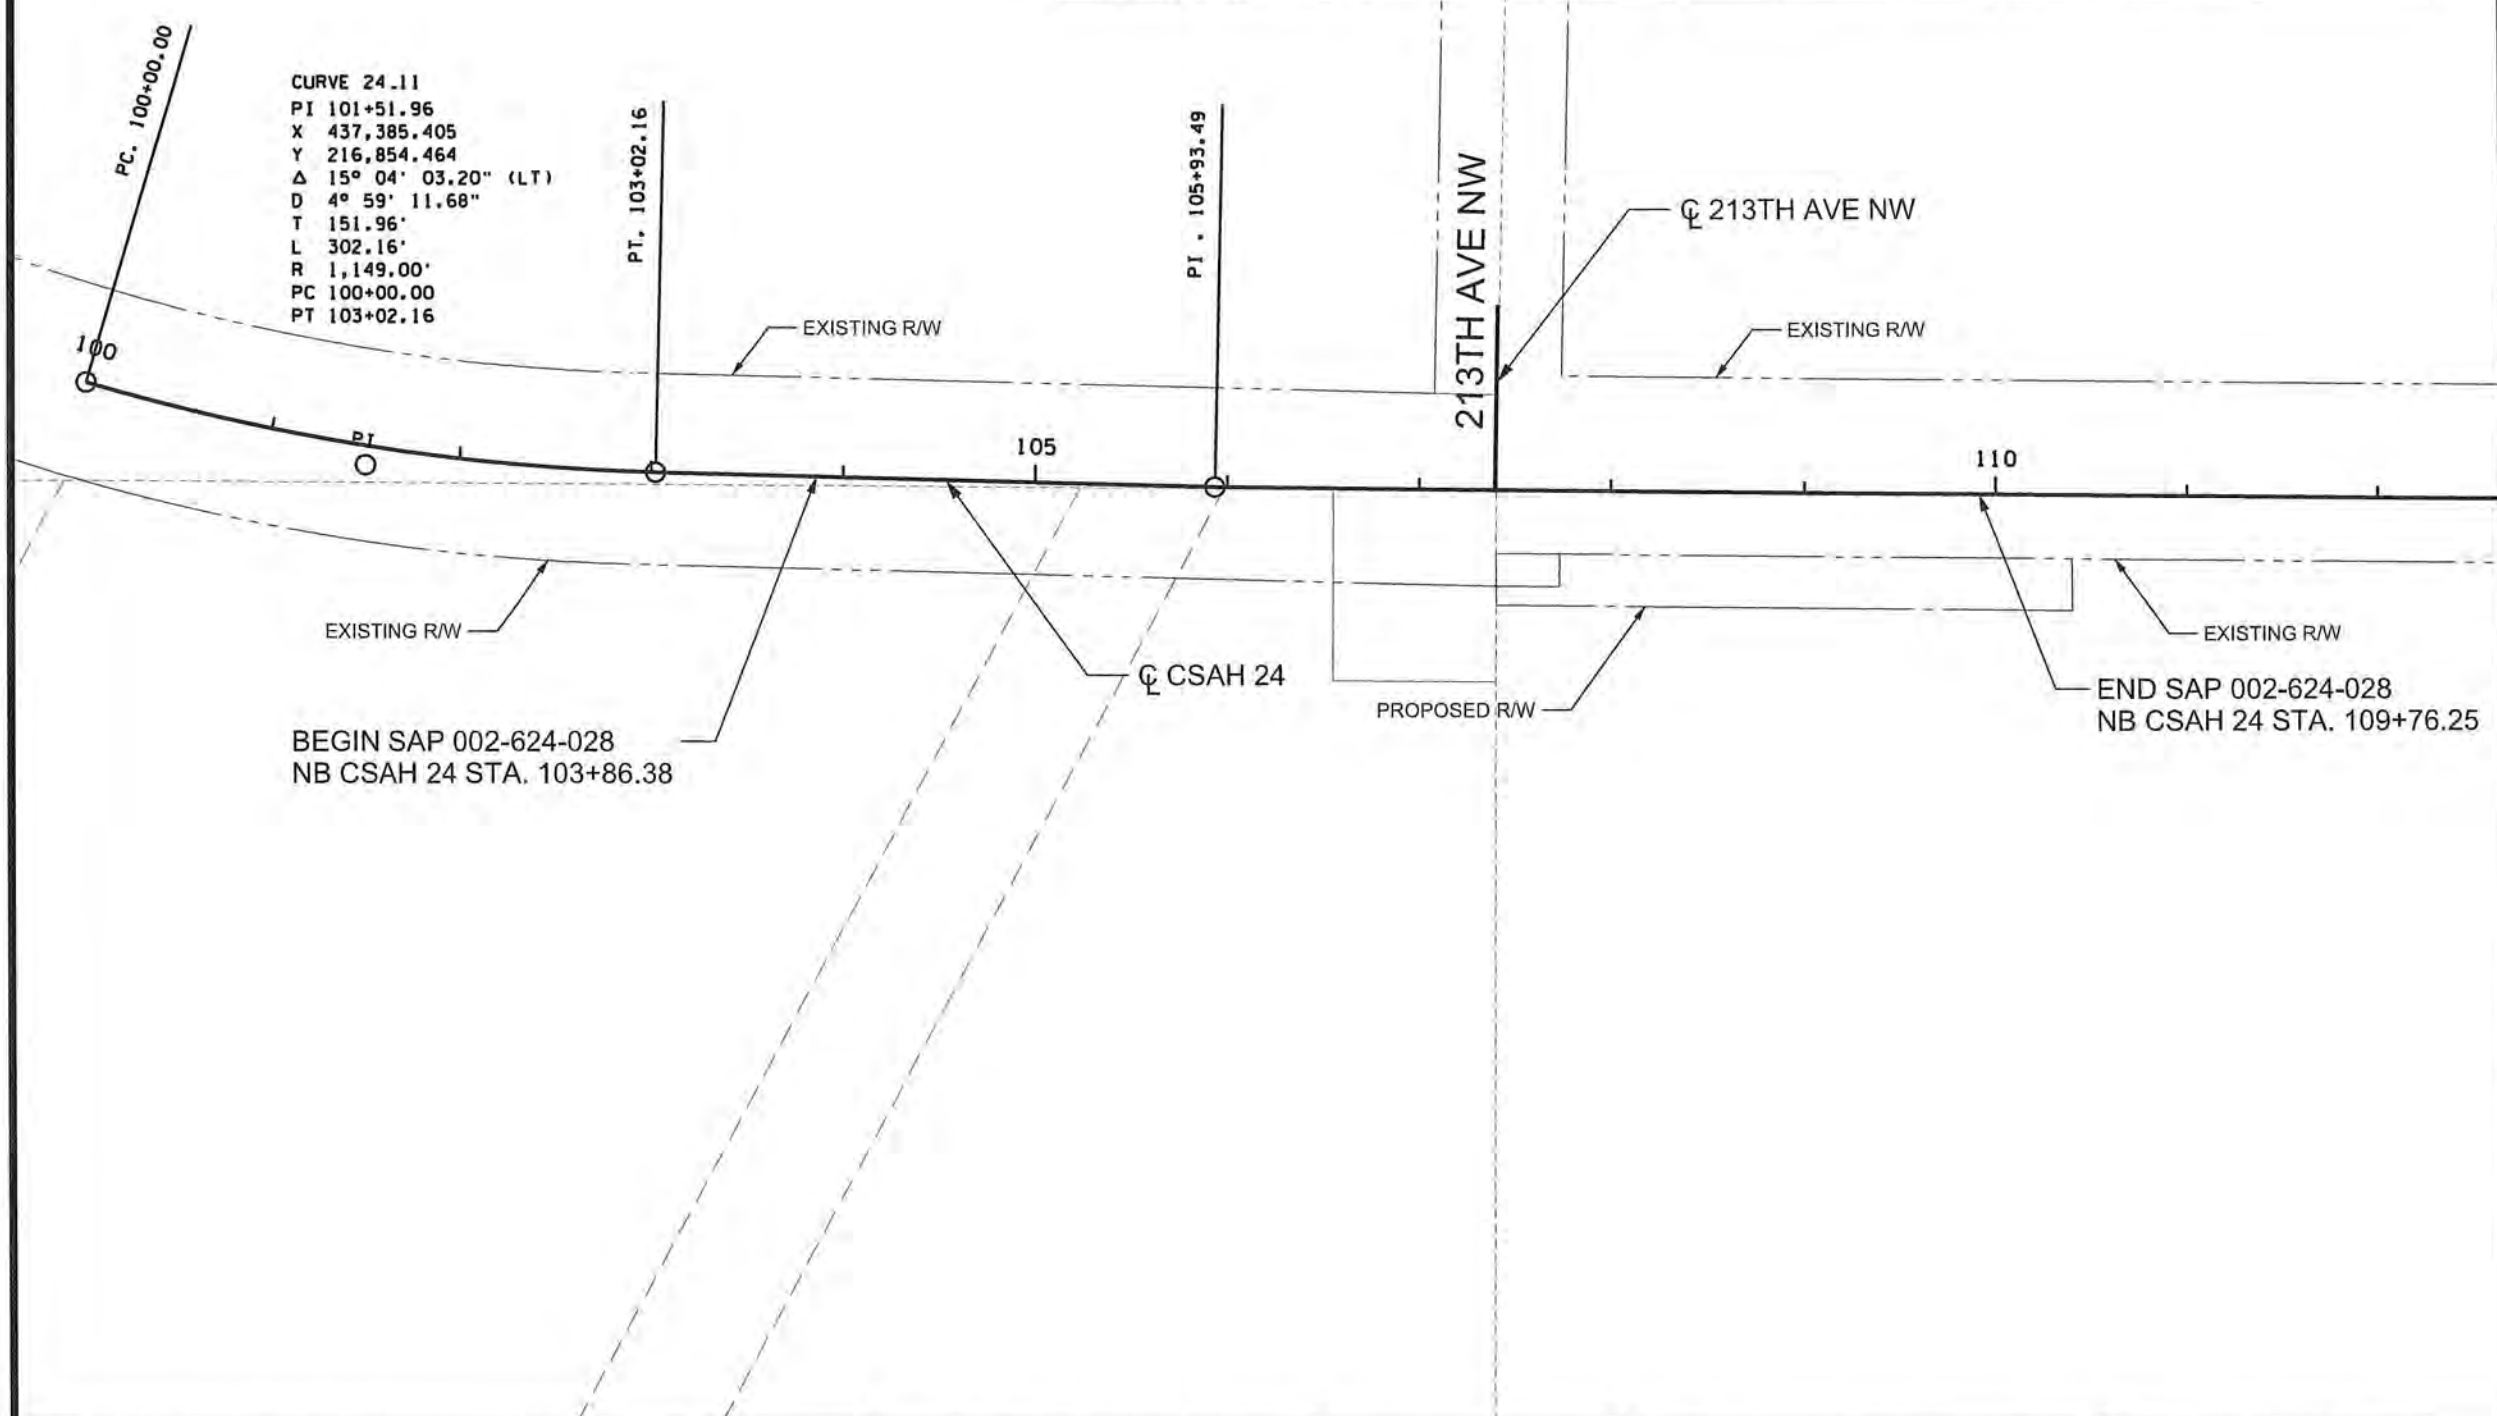 PC. 100+00.00
CURVE 24.11
PI 101+51.96
X 437,385.405
Y 216,854.464
Δ 15° 04' 03.20" (LT)
D 4° 59' 11.68"
T 151.96'
L 302.16'
R 1,149.00'
PC 100+00.00
PT 103+02.16
PT. 103+02.16
PI . 105+93.49
213TH AVE NW
℄ 213TH AVE NW
EXISTING R/W
EXISTING R/W
100
PI
105
110
EXISTING R/W
EXISTING R/W
℄ CSAH 24
PROPOSED R/W
END SAP 002-624-028
NB CSAH 24 STA. 109+76.25
BEGIN SAP 002-624-028
NB CSAH 24 STA. 103+86.38